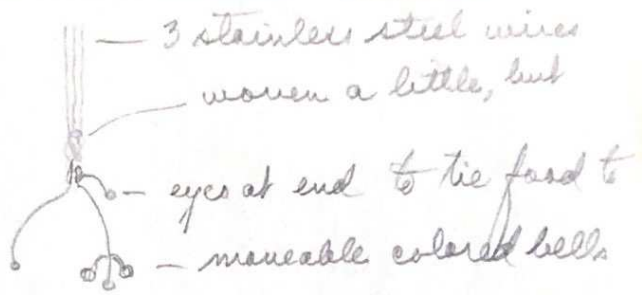 3 stainless steel wires
woven a little, but
eyes at end to tie food to
moveable colored bells